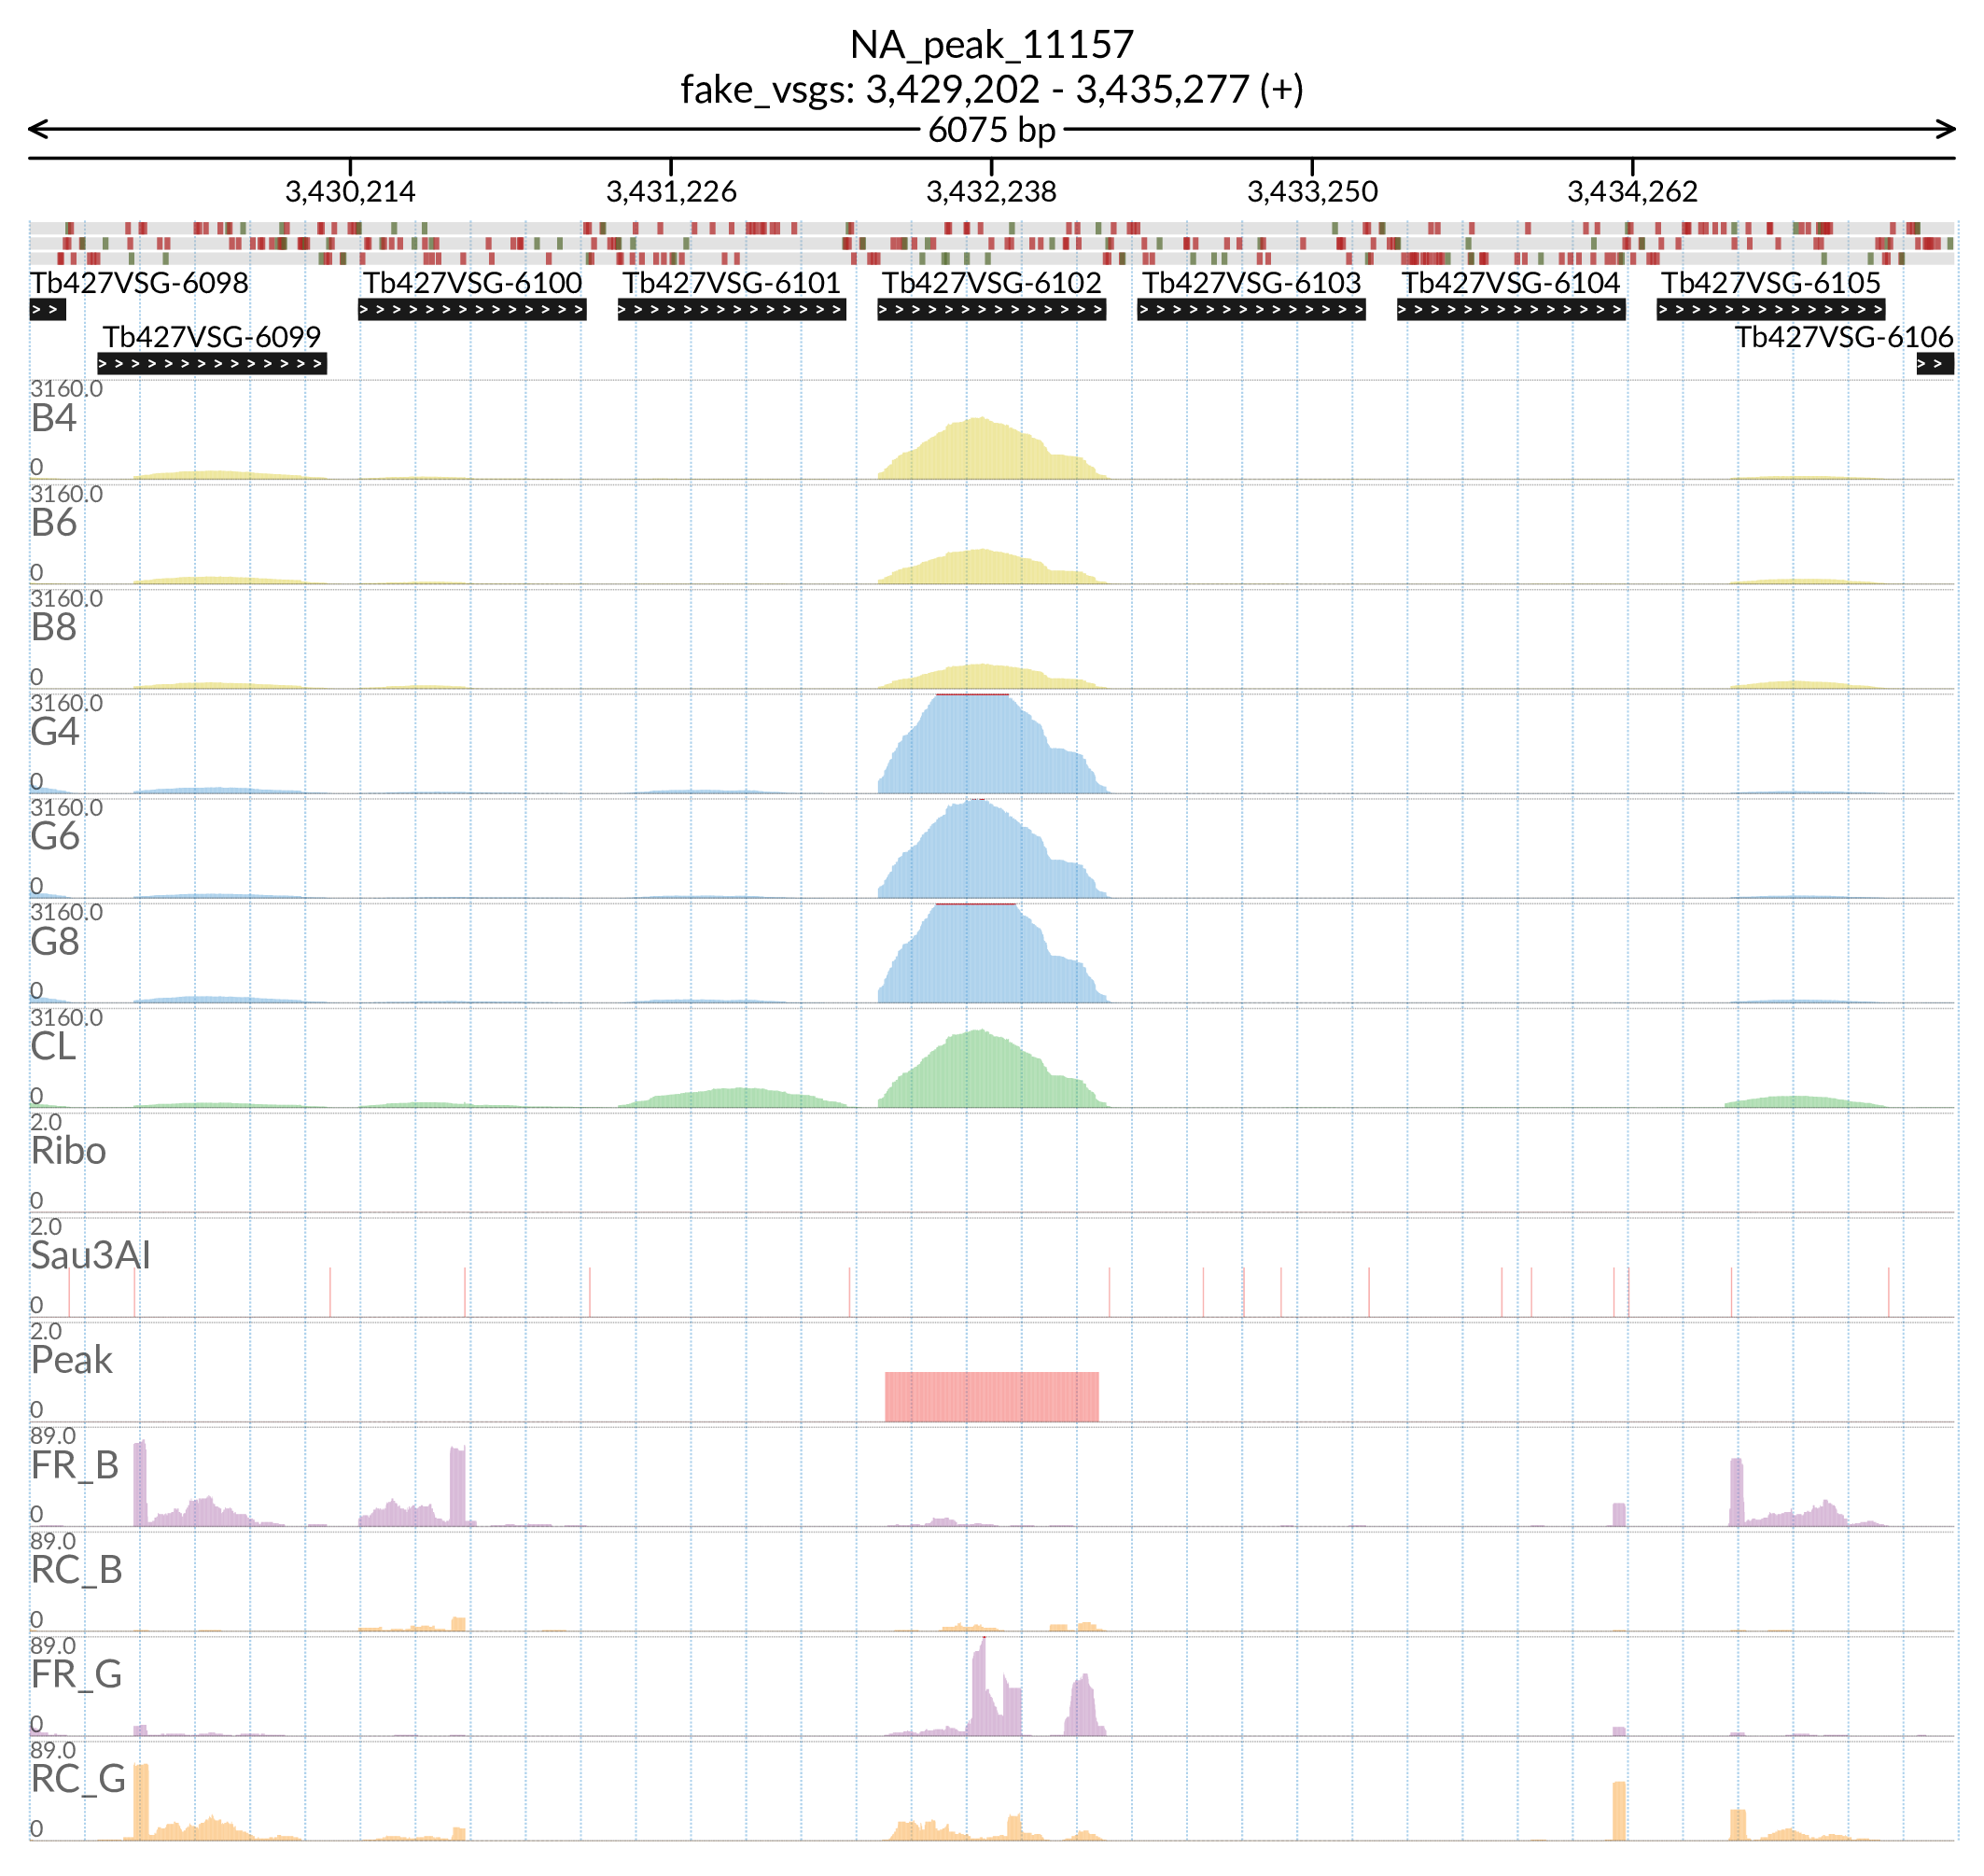 NA_peak_11157
fake_vsgs: 3,429,202 - 3,435,277 (+)
6075 bp
3,430,214 3,431,226 3,432,238 3,433,250 3,434,262
Tb427VSG-6098 Tb427VSG-6100 Tb427VSG-6101 Tb427VSG-6102 Tb427VSG-6103 Tb427VSG-6104 Tb427VSG-6105
Tb427VSG-6099 Tb427VSG-6106
3160.0
B4
0
3160.0
B6
0
3160.0
B8
0
3160.0
G4
0
3160.0
G6
0
3160.0
G8
0
3160.0
CL
0
2.0
Ribo
0
2.0
Sau3AI
0
2.0
Peak
0
89.0
FR_B
0
89.0
RC_B
0
89.0
FR_G
0
89.0
RC_G
0